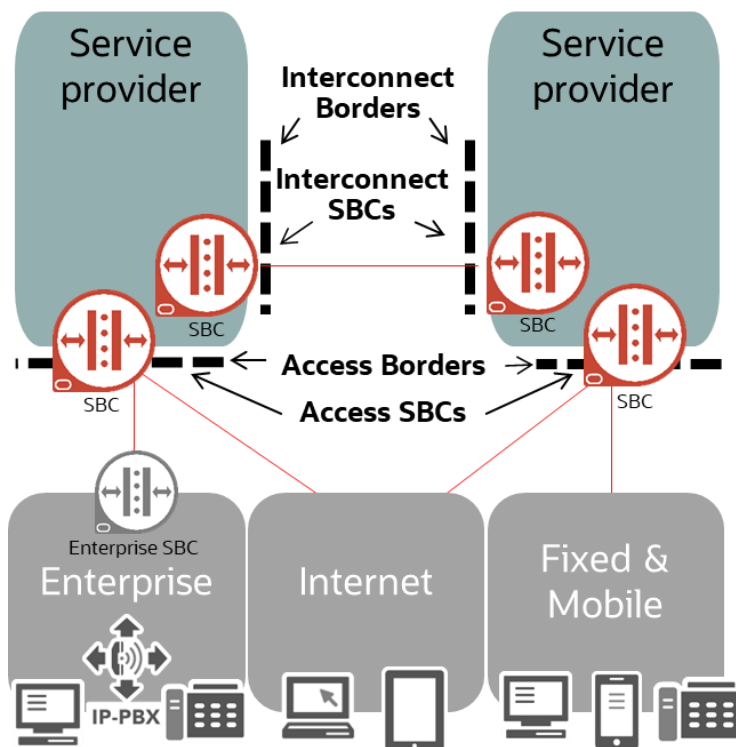 Service
provider
Service
provider
Interconnect
Borders
Interconnect
SBCs
SBC
SBC
Access Borders
Access SBCs
SBC
SBC
Enterprise SBC
Enterprise
IP-PBX
Internet
Fixed &
Mobile